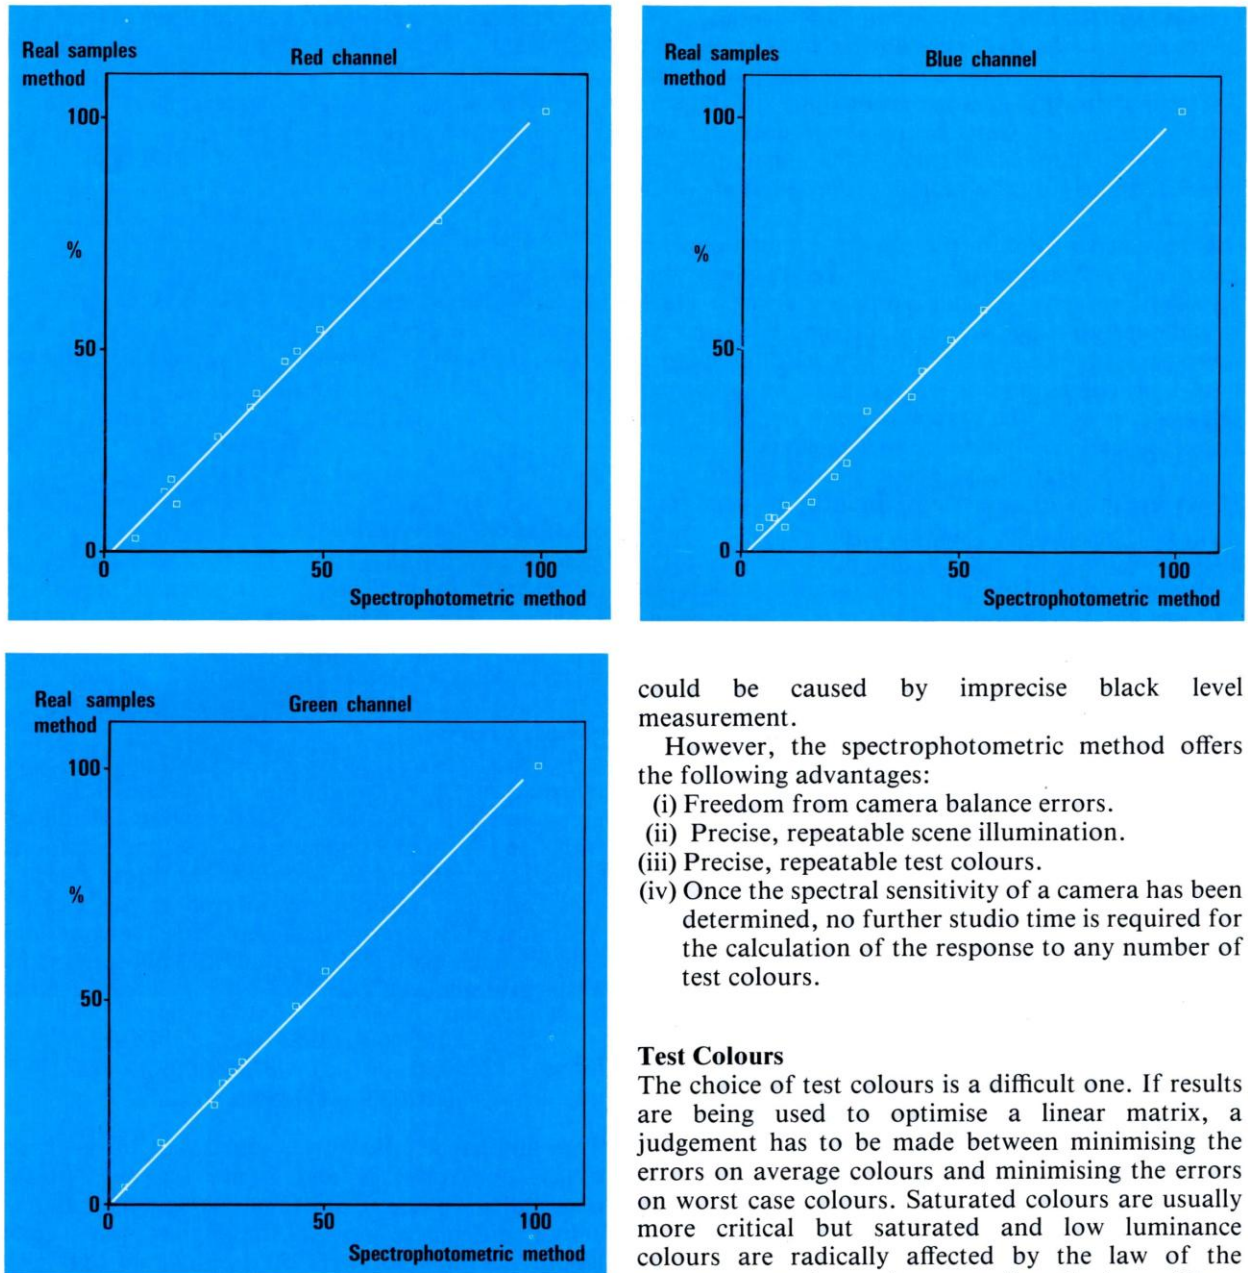 Real samples
method
Red channel
100
%
50
0
0
50
100
Spectrophotometric method
Real samples
method
Blue channel
100
%
50
0
0
50
100
Spectrophotometric method
Real samples
method
Green channel
100
%
50
0
0
50
100
Spectrophotometric method
could be caused by imprecise black level
measurement.
However, the spectrophotometric method offers
the following advantages:
(i) Freedom from camera balance errors.
(ii) Precise, repeatable scene illumination.
(iii) Precise, repeatable test colours.
(iv) Once the spectral sensitivity of a camera has been
determined, no further studio time is required for
the calculation of the response to any number of
test colours.
Test Colours
The choice of test colours is a difficult one. If results
are being used to optimise a linear matrix, a
judgement has to be made between minimising the
errors on average colours and minimising the errors
on worst case colours. Saturated colours are usually
more critical but saturated and low luminance
colours are radically affected by the law of the